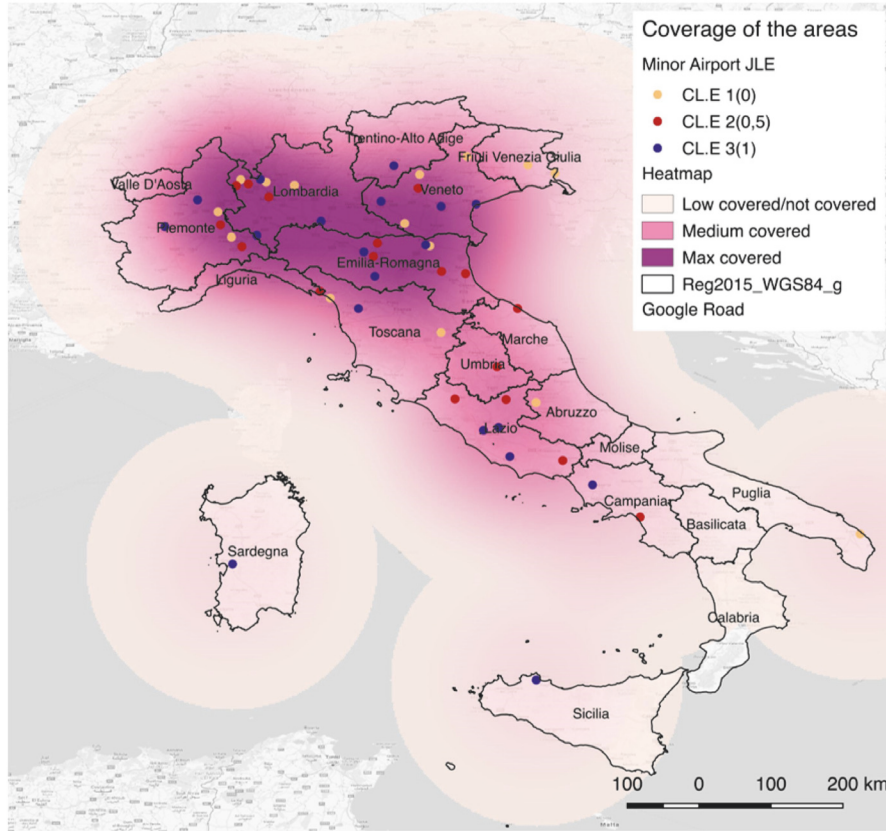 Coverage of the areas
Minor Airport JLE
CL.E 1(0)
CL.E 2(0,5)
CL.E 3(1)
Heatmap
Low covered/not covered
Medium covered
Max covered
Reg2015_WGS84_g
Google Road
Trentino-Alto Adige
Friuli Venezia Giulia
Valle D'Aosta
Lombardia
Veneto
Piemonte
Emilia-Romagna
Liguria
Toscana
Marche
Umbria
Abruzzo
Lazio
Molise
Puglia
Campania
Basilicata
Sardegna
Calabria
Sicilia
100 0 100 200 km
Malta